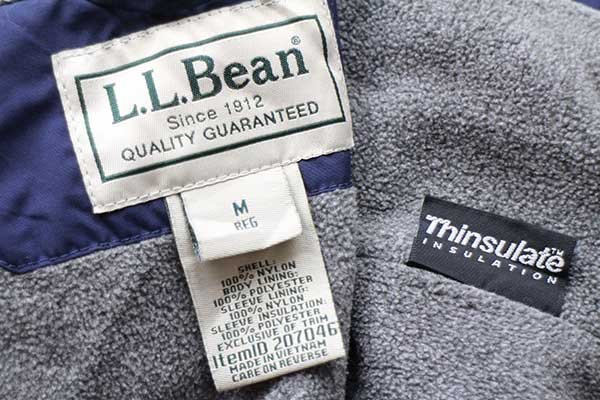 L.L.Bean®
Since 1912
QUALITY GUARANTEED
M
REG
SHELL:
100% NYLON
BODY LINING:
100% POLYESTER
SLEEVE LINING:
100% NYLON
SLEEVE INSULATION:
100% POLYESTER
EXCLUSIVE OF TRIM
ItemID 207046
MADE IN VIETNAM
CARE ON REVERSE
Thinsulate™
INSULATION